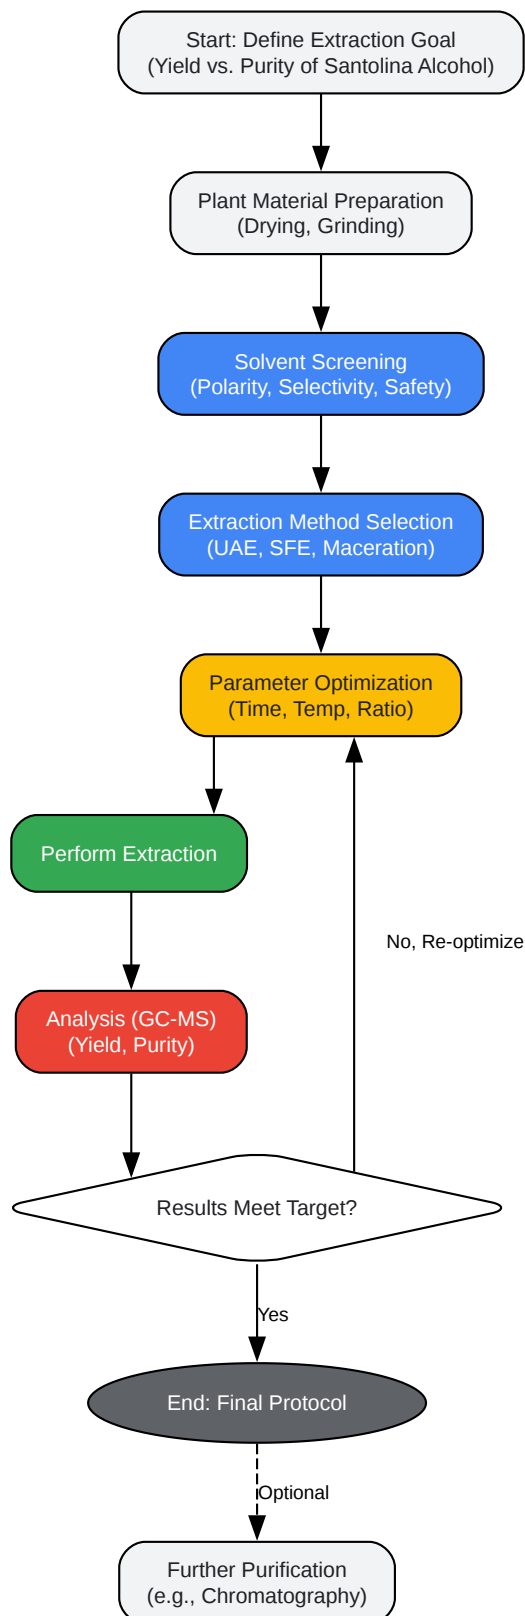 Start: Define Extraction Goal
(Yield vs. Purity of Santolina Alcohol)
Plant Material Preparation
(Drying, Grinding)
Solvent Screening
(Polarity, Selectivity, Safety)
Extraction Method Selection
(UAE, SFE, Maceration)
Parameter Optimization
(Time, Temp, Ratio)
Perform Extraction
No, Re-optimize
Analysis (GC-MS)
(Yield, Purity)
Results Meet Target?
Yes
End: Final Protocol
Optional
Further Purification
(e.g., Chromatography)